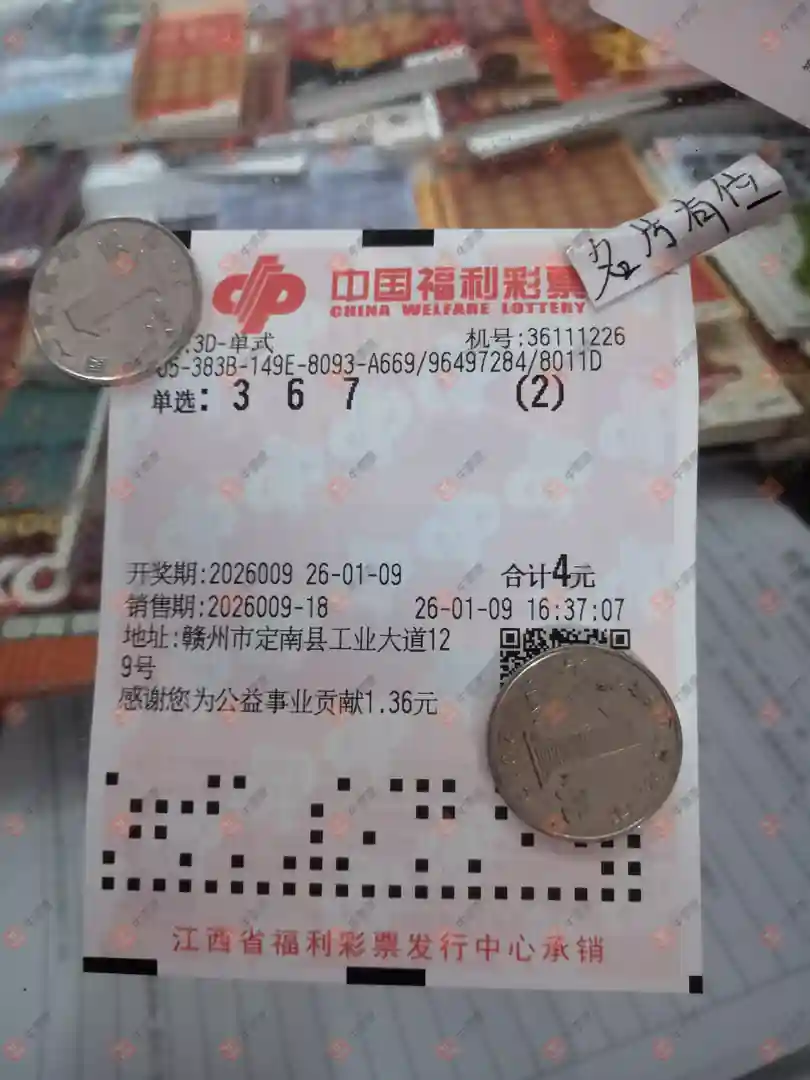 名片有位
中国福利彩票
CHINA WELFARE LOTTERY
3D-单式 机号:36111226
05-383B-149E-8093-A669/96497284/8011D
单选: 3 6 7 (2)
开奖期:2026009 26-01-09 合计4元
销售期:2026009-18 26-01-09 16:37:07
地址:赣州市定南县工业大道12
9号
感谢您为公益事业贡献1.36元
江西省福利彩票发行中心承销